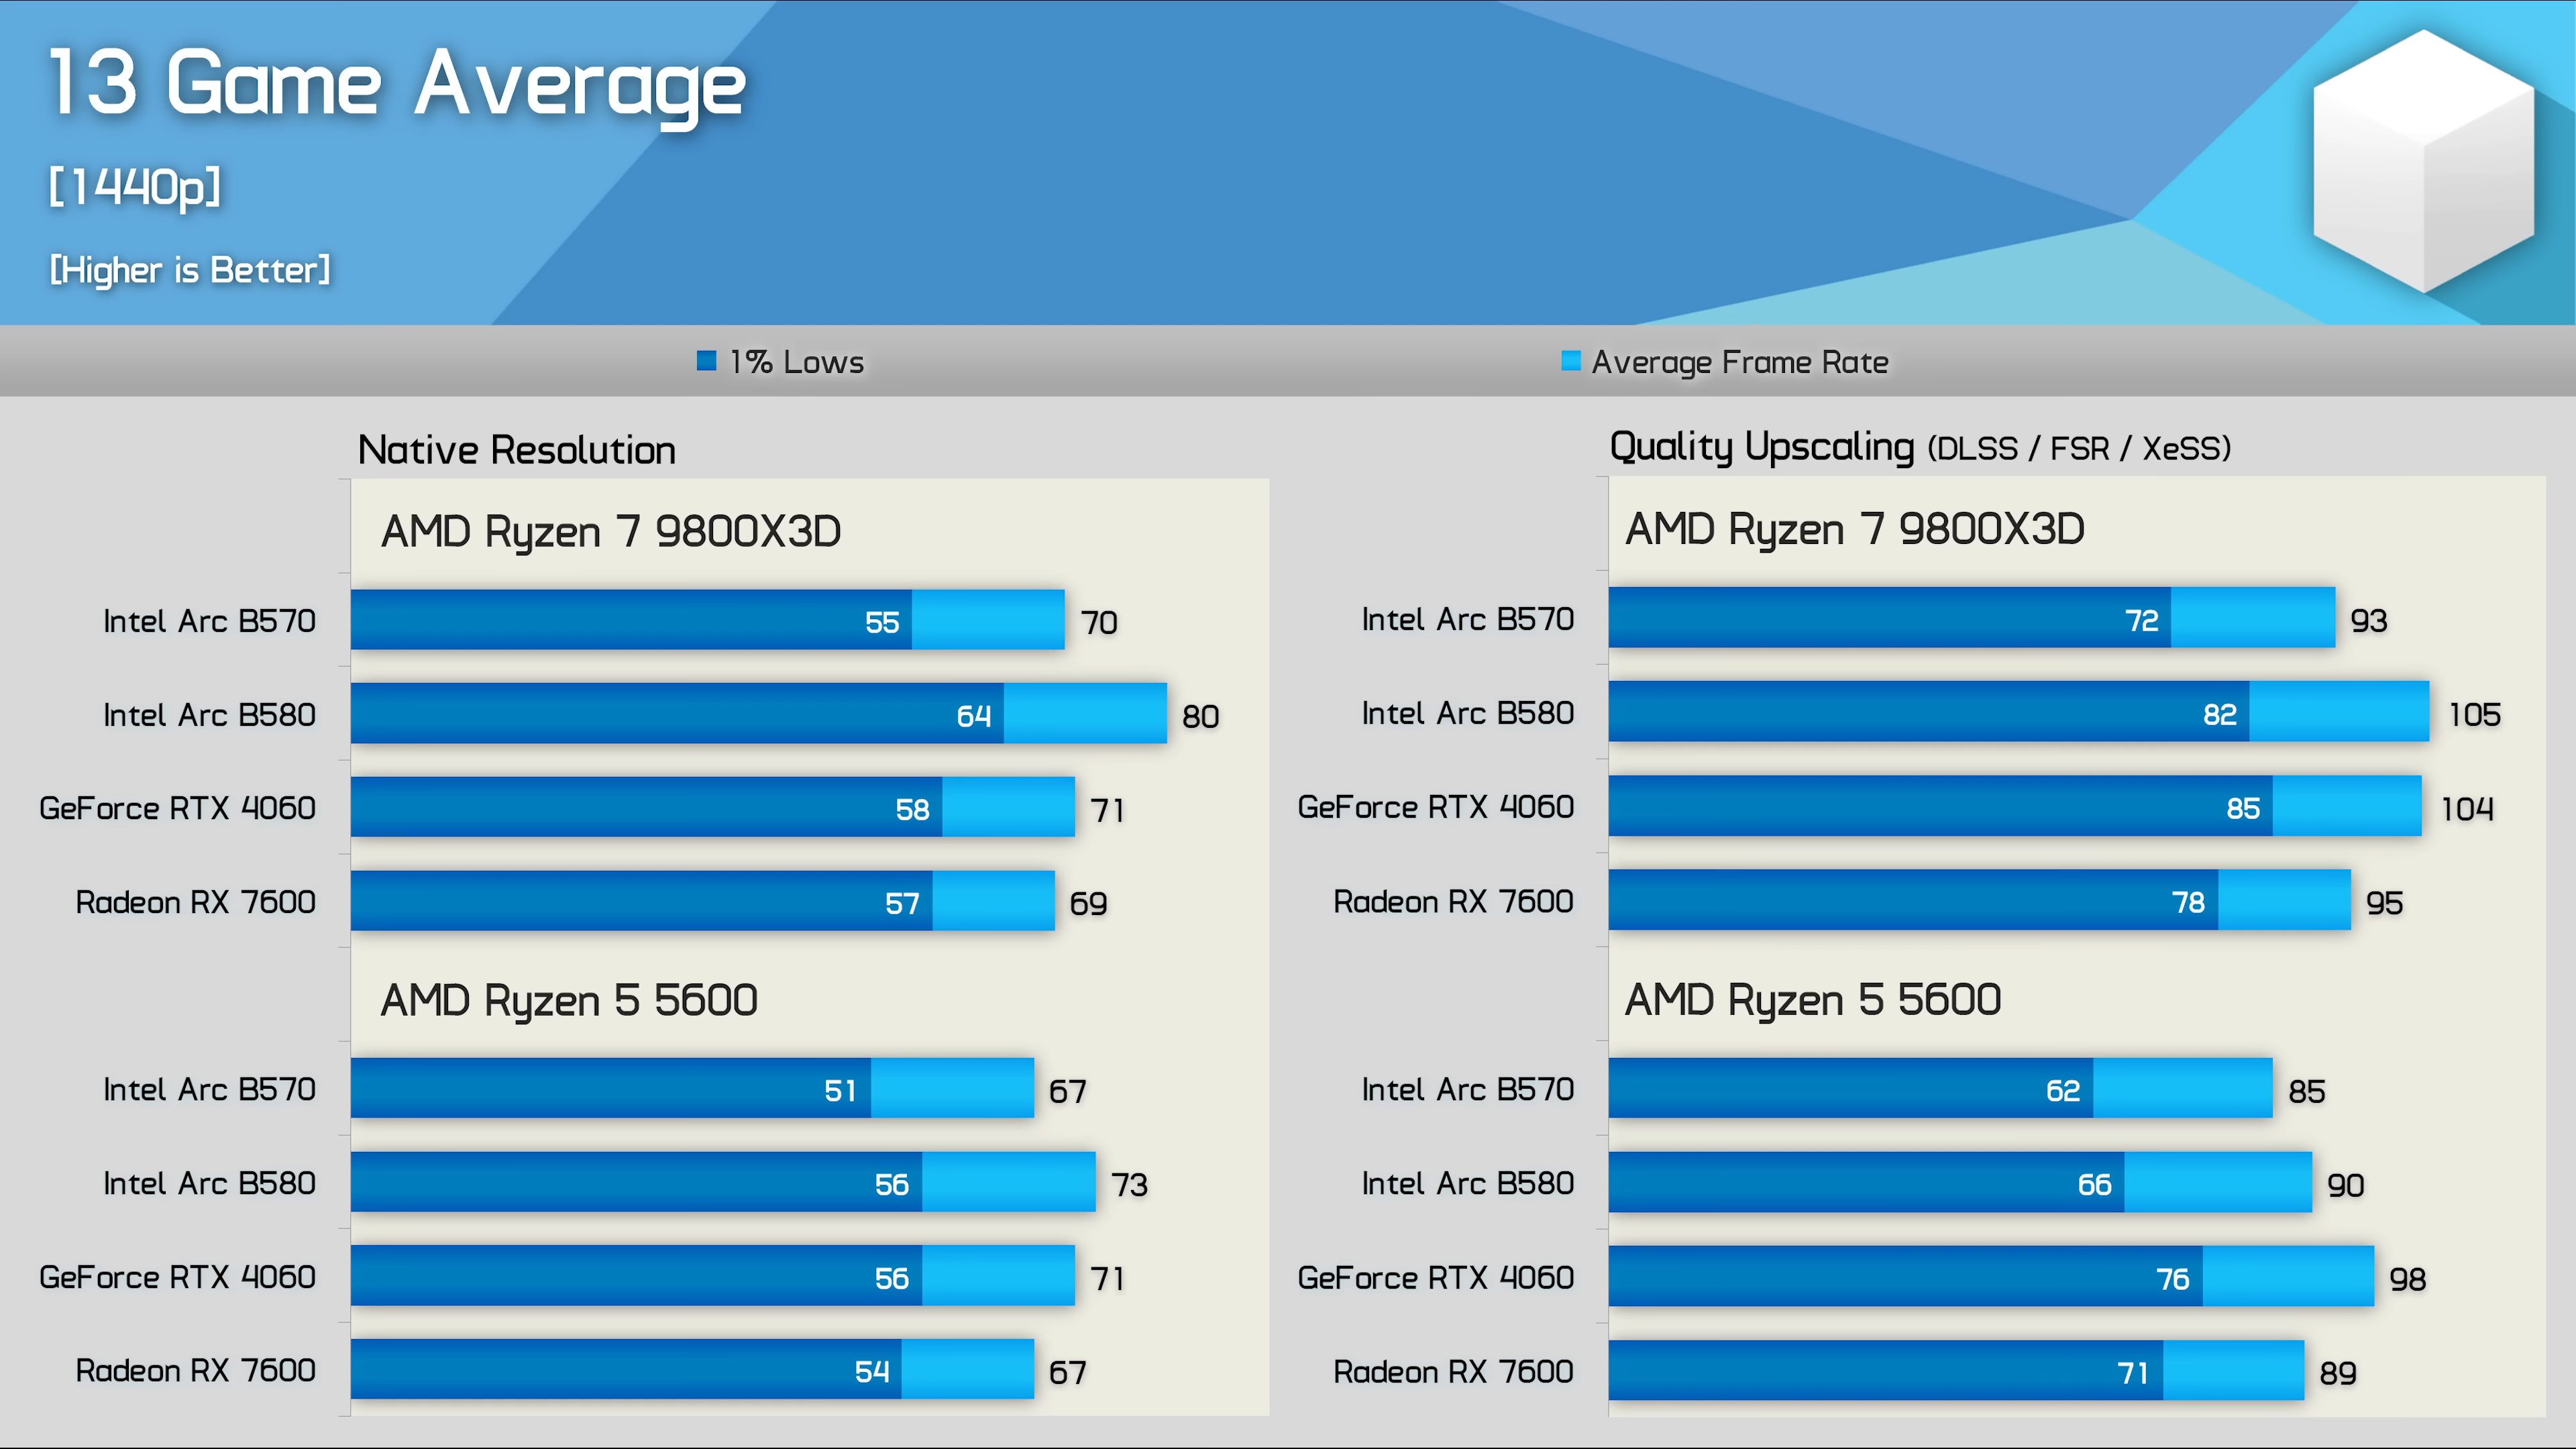 13 Game Average
[1440p]
[Higher is Better]
1% Lows
Average Frame Rate
Native Resolution
AMD Ryzen 7 9800X3D
Intel Arc B570 55 70
Intel Arc B580 64 80
GeForce RTX 4060 58 71
Radeon RX 7600 57 69
AMD Ryzen 5 5600
Intel Arc B570 51 67
Intel Arc B580 56 73
GeForce RTX 4060 56 71
Radeon RX 7600 54 67
Quality Upscaling (DLSS / FSR / XeSS)
AMD Ryzen 7 9800X3D
Intel Arc B570 72 93
Intel Arc B580 82 105
GeForce RTX 4060 85 104
Radeon RX 7600 78 95
AMD Ryzen 5 5600
Intel Arc B570 62 85
Intel Arc B580 66 90
GeForce RTX 4060 76 98
Radeon RX 7600 71 89